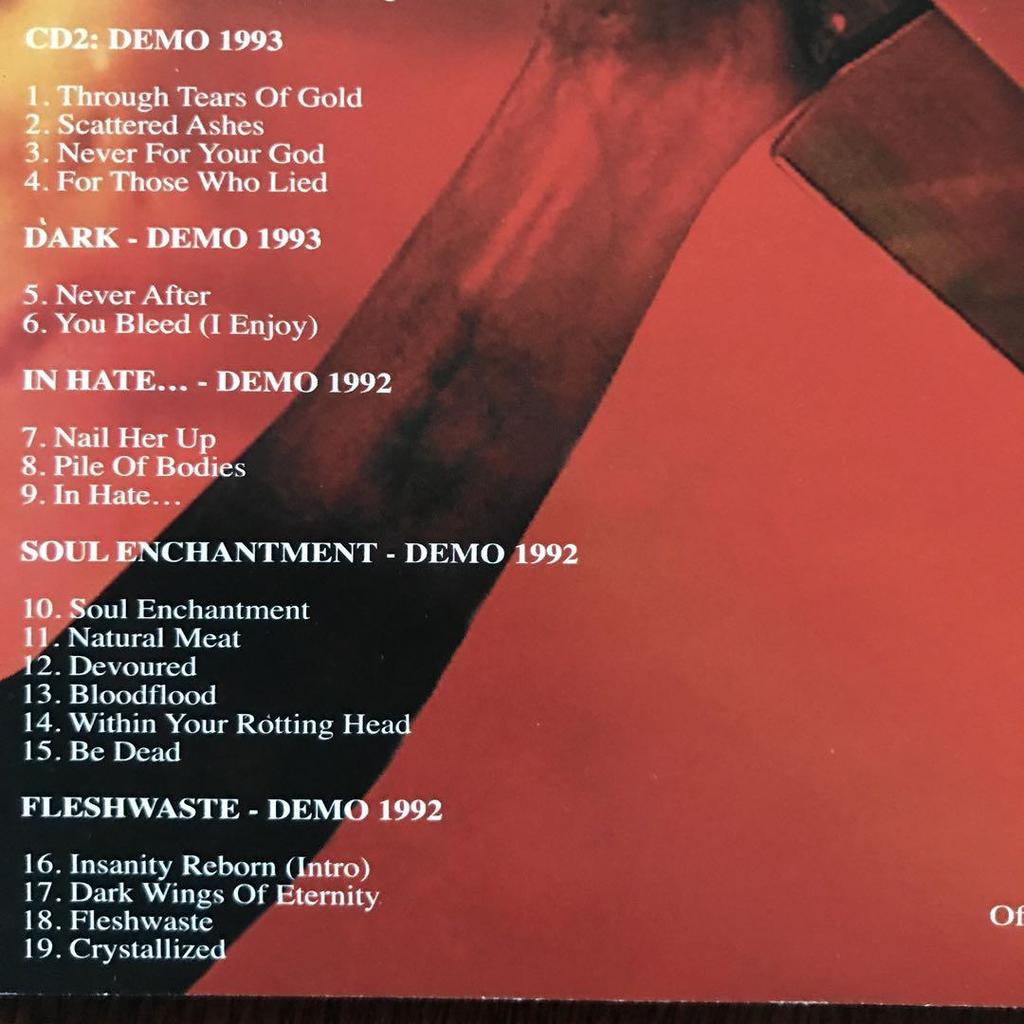 CD2: DEMO 1993
1. Through Tears Of Gold
2. Scattered Ashes
3. Never For Your God
4. For Those Who Lied
DARK - DEMO 1993
5. Never After
6. You Bleed (I Enjoy)
IN HATE... - DEMO 1992
7. Nail Her Up
8. Pile Of Bodies
9. In Hate...
SOUL ENCHANTMENT - DEMO 1992
10. Soul Enchantment
11. Natural Meat
12. Devoured
13. Bloodflood
14. Within Your Rotting Head
15. Be Dead
FLESHWASTE - DEMO 1992
16. Insanity Reborn (Intro)
17. Dark Wings Of Eternity
18. Fleshwaste
19. Crystallized
Of